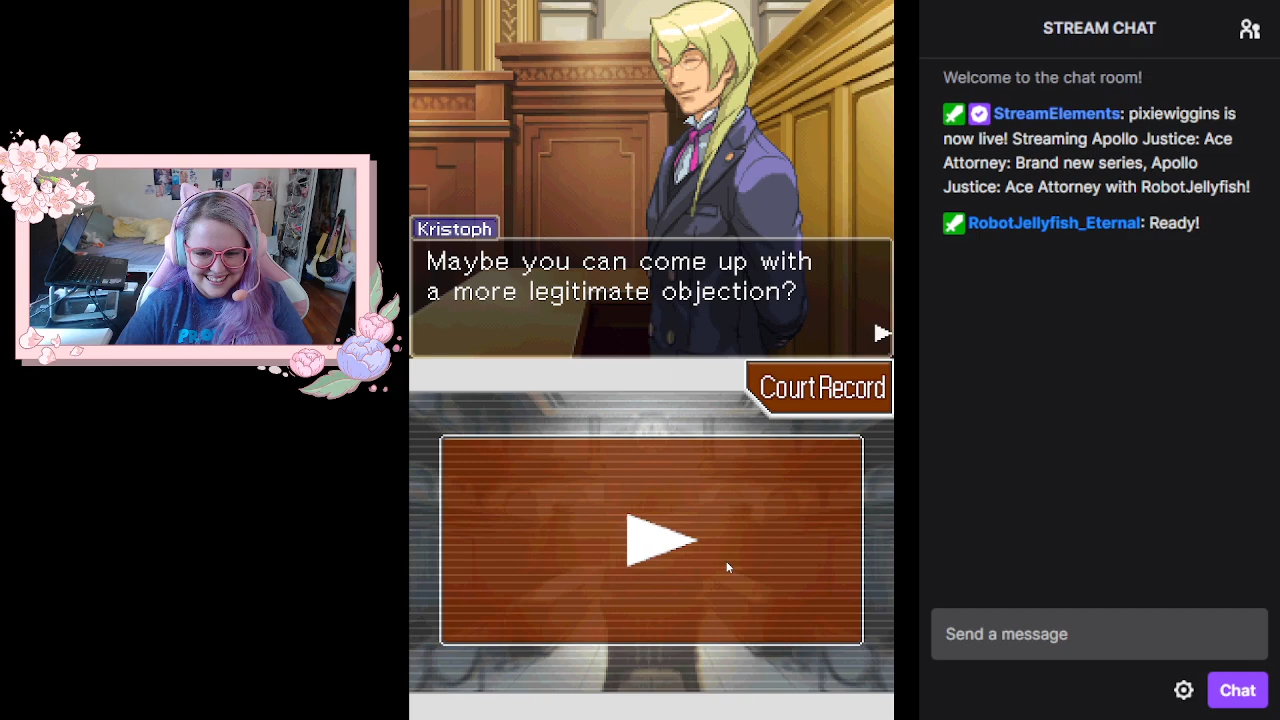 Kristoph
Maybe you can come up with
a more legitimate objection?
Court Record
STREAM CHAT
Welcome to the chat room!
StreamElements: pixiewiggins is
now live! Streaming Apollo Justice: Ace
Attorney: Brand new series, Apollo
Justice: Ace Attorney with RobotJellyfish!
RobotJellyfish_Eternal: Ready!
Send a message
Chat